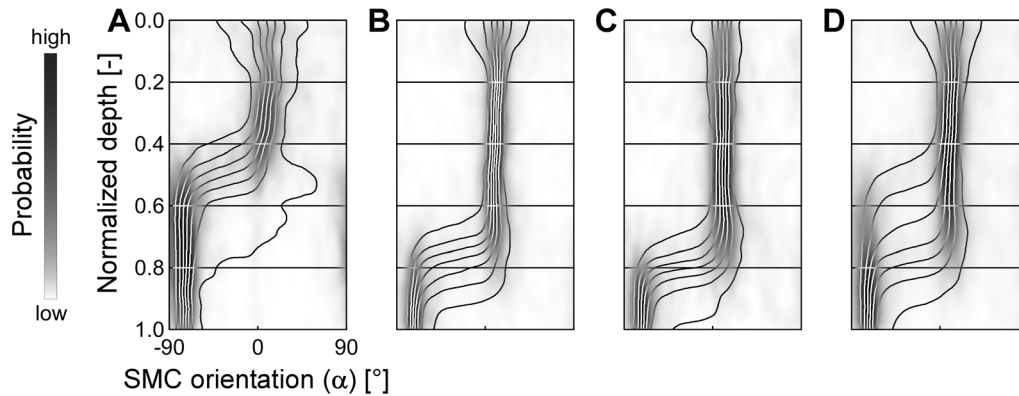 high
Probability
low
A
B
C
D
Normalized depth [-]
0.0
0.2
0.4
0.6
0.8
1.0
-90 0 90
SMC orientation (α) [°]